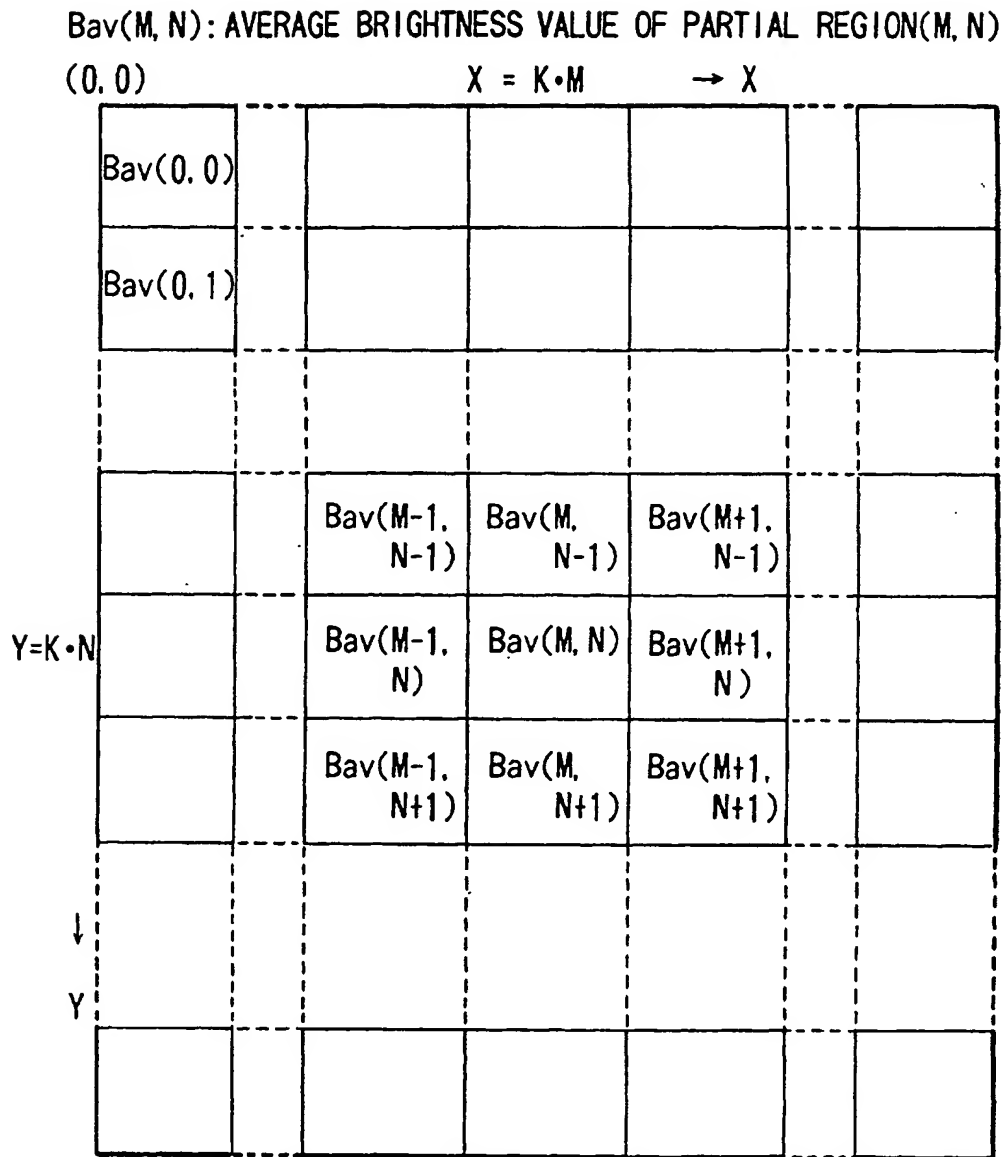 Bav(M, N): AVERAGE BRIGHTNESS VALUE OF PARTIAL REGION(M, N)
(0, 0) X = K•M → X
Bav(0, 0)
Bav(0, 1)
Bav(M-1, Bav(M, Bav(M+1,
N-1) N-1) N-1)
Y=K•N Bav(M-1, Bav(M, N) Bav(M+1,
N) N)
Bav(M-1, Bav(M, Bav(M+1,
N+1) N+1) N+1)
↓
Y